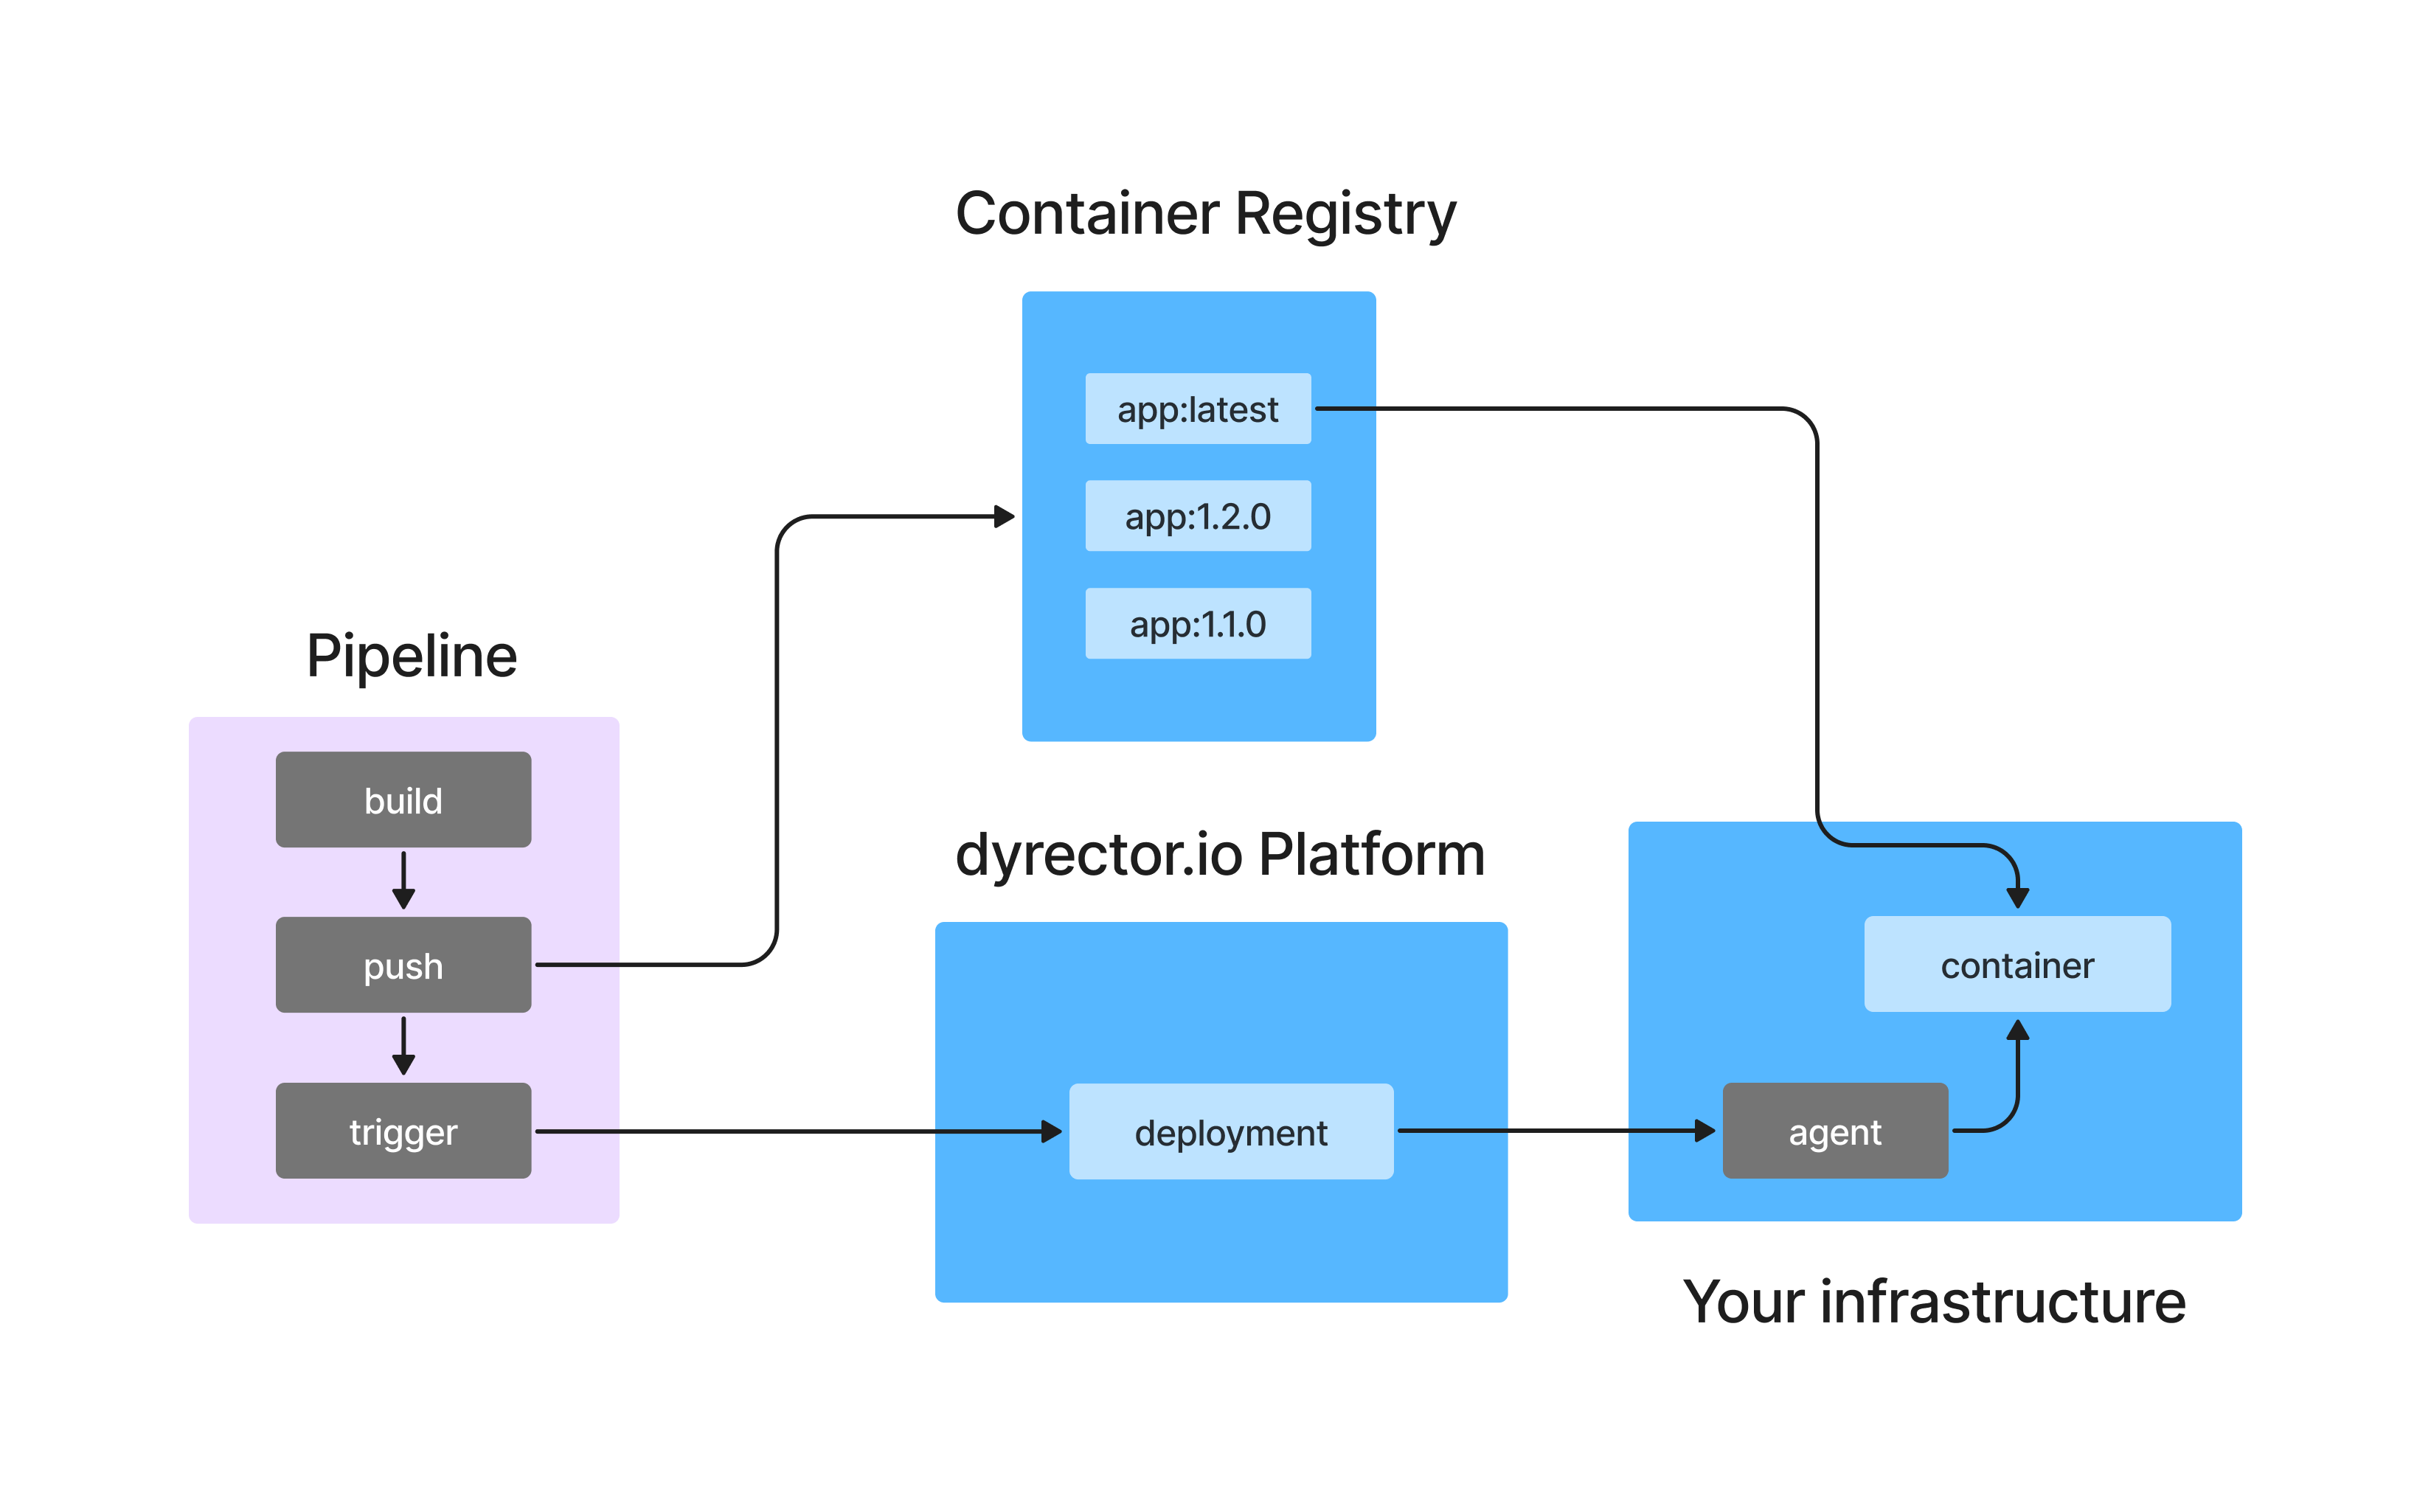 Container Registry
app:latest
app:1.2.0
app:1.1.0
Pipeline
build
push
trigger
dyrector.io Platform
deployment
container
agent
Your infrastructure